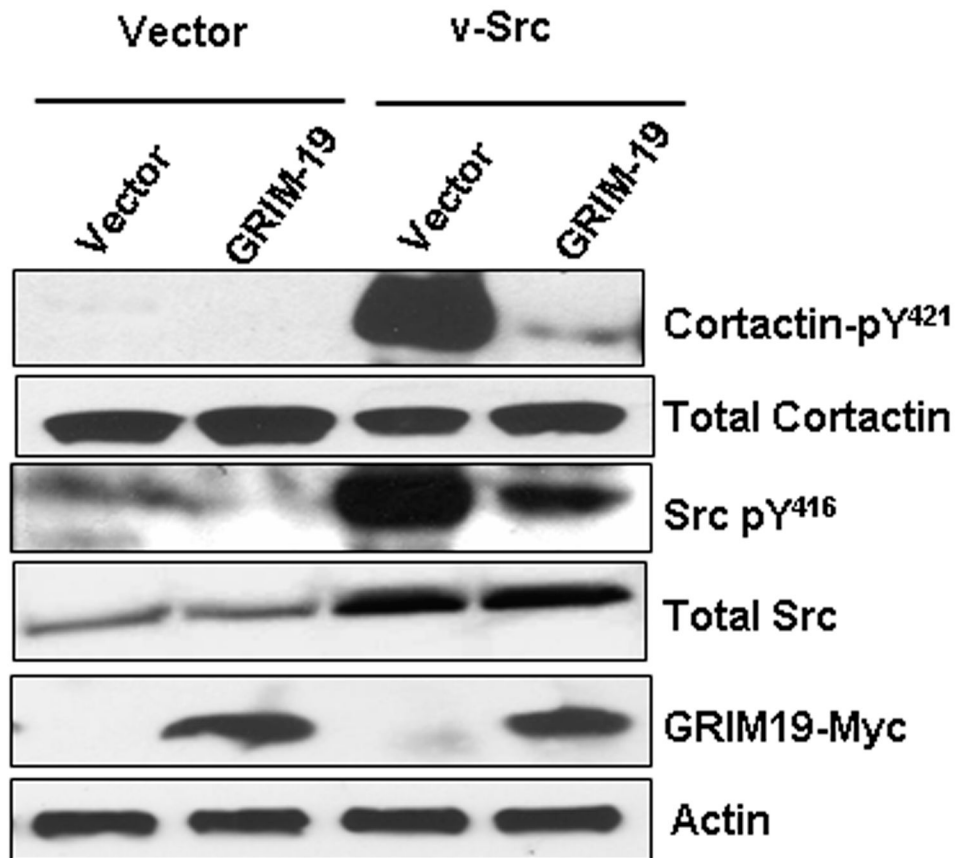 Vector
v-Src
Vector
GRIM-19
Vector
GRIM-19
Cortactin-pY⁴²¹
Total Cortactin
Src pY⁴¹⁶
Total Src
GRIM19-Myc
Actin